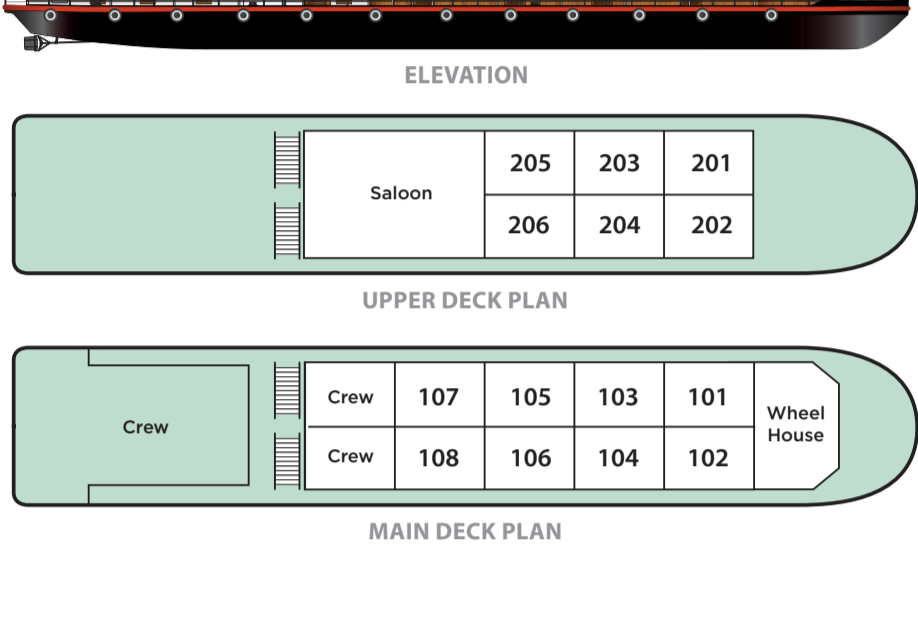 ELEVATION
Saloon
205 203 201
206 204 202
UPPER DECK PLAN
Crew
Crew 107 105 103 101
Crew 108 106 104 102
Wheel
House
MAIN DECK PLAN